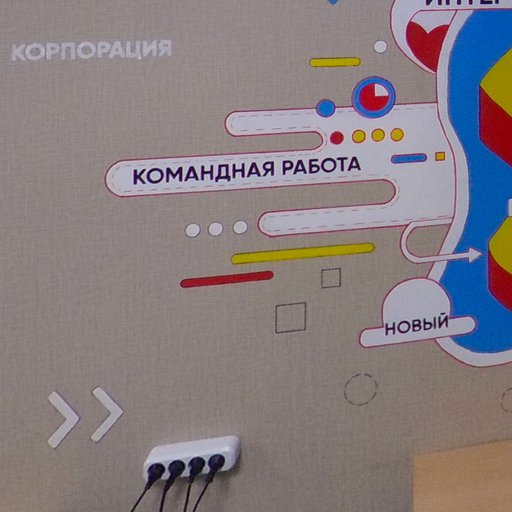 КОРПОРАЦИЯ
КОМАНДНАЯ РАБОТА
НОВЫЙ